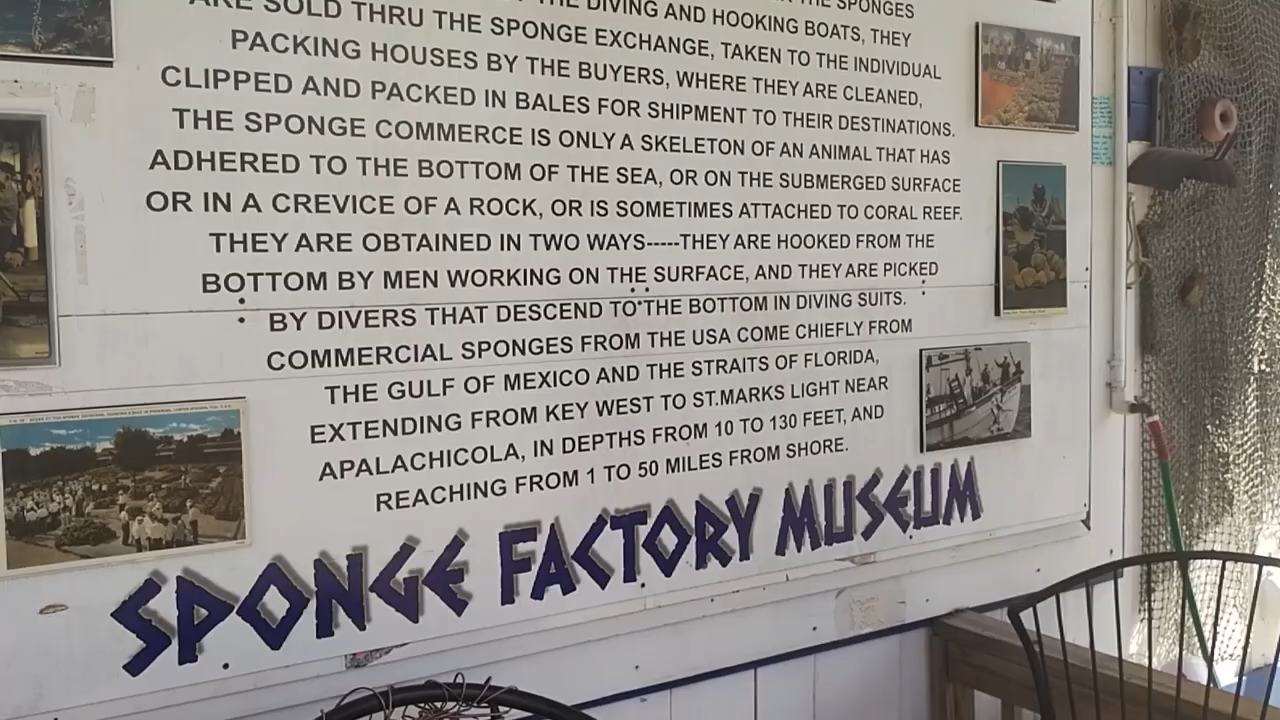 THE SPONGES
THE DIVING AND HOOKING BOATS, THEY
ARE SOLD THRU THE SPONGE EXCHANGE, TAKEN TO THE INDIVIDUAL
PACKING HOUSES BY THE BUYERS, WHERE THEY ARE CLEANED,
CLIPPED AND PACKED IN BALES FOR SHIPMENT TO THEIR DESTINATIONS.
THE SPONGE COMMERCE IS ONLY A SKELETON OF AN ANIMAL THAT HAS
ADHERED TO THE BOTTOM OF THE SEA, OR ON THE SUBMERGED SURFACE
OR IN A CREVICE OF A ROCK, OR IS SOMETIMES ATTACHED TO CORAL REEF.
THEY ARE OBTAINED IN TWO WAYS-----THEY ARE HOOKED FROM THE
BOTTOM BY MEN WORKING ON THE SURFACE, AND THEY ARE PICKED
BY DIVERS THAT DESCEND TO THE BOTTOM IN DIVING SUITS.
COMMERCIAL SPONGES FROM THE USA COME CHIEFLY FROM
THE GULF OF MEXICO AND THE STRAITS OF FLORIDA,
EXTENDING FROM KEY WEST TO ST.MARKS LIGHT NEAR
APALACHICOLA, IN DEPTHS FROM 10 TO 130 FEET, AND
REACHING FROM 1 TO 50 MILES FROM SHORE.
SPONGE FACTORY MUSEUM